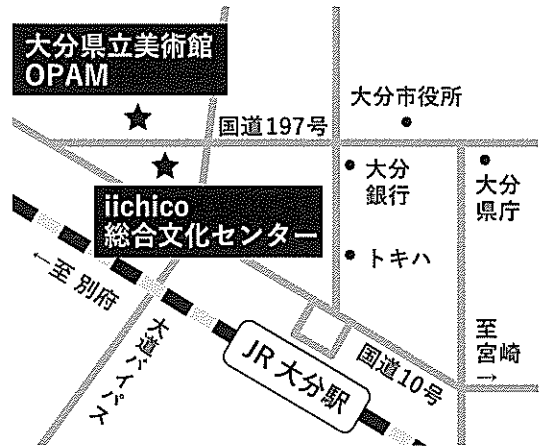 大分県立美術館
OPAM
大分市役所
国道197号
大分
銀行
大分
県庁
iichico
総合文化センター
トキハ
←至 別府
大道バイパス
JR 大分駅
国道10号
至
宮崎
→